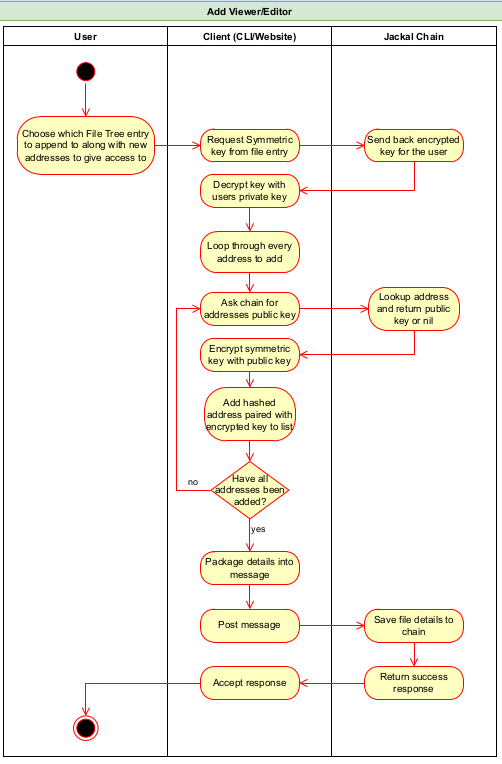 Add Viewer/Editor
User
Client (CLI/Website)
Jackal Chain
Choose which File Tree entry
to append to along with new
addresses to give access to
Request Symmetric
key from file entry
Send back encrypted
key for the user
Decrypt key with
users private key
Loop through every
address to add
Ask chain for
addresses public key
Lookup address
and return public
key or nil
Encrypt symmetric
key with public key
Add hashed
address paired with
encrypted key to list
Have all
addresses been
added?
no
yes
Package details into
message
Post message
Save file details to
chain
Return success
response
Accept response